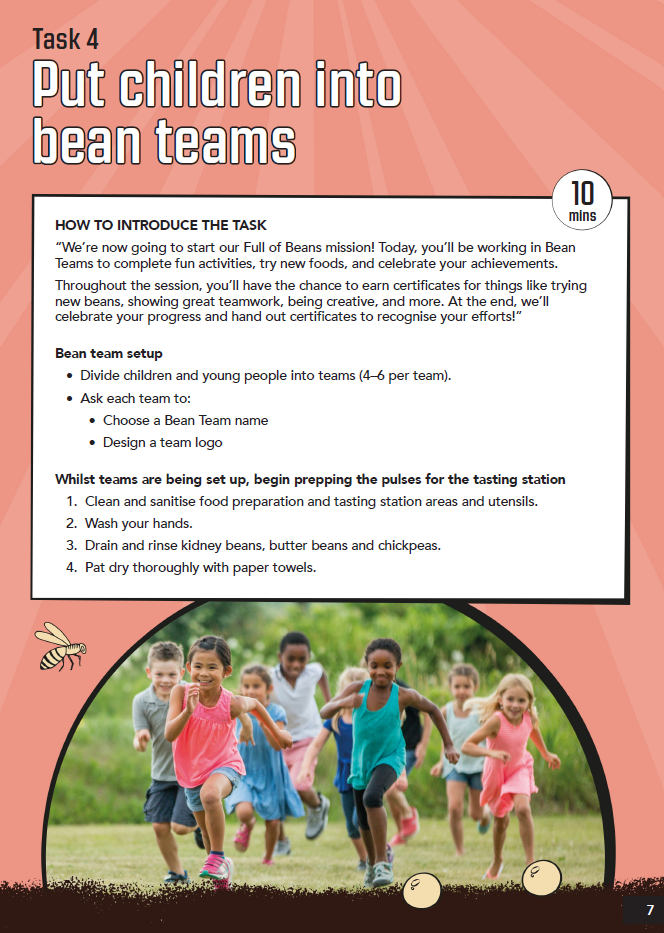 Task 4
Put children into
bean teams
10
mins
HOW TO INTRODUCE THE TASK
“We’re now going to start our Full of Beans mission! Today, you’ll be working in Bean
Teams to complete fun activities, try new foods, and celebrate your achievements.
Throughout the session, you’ll have the chance to earn certificates for things like trying
new beans, showing great teamwork, being creative, and more. At the end, we’ll
celebrate your progress and hand out certificates to recognise your efforts!”
Bean team setup
• Divide children and young people into teams (4–6 per team).
• Ask each team to:
• Choose a Bean Team name
• Design a team logo
Whilst teams are being set up, begin prepping the pulses for the tasting station
1. Clean and sanitise food preparation and tasting station areas and utensils.
2. Wash your hands.
3. Drain and rinse kidney beans, butter beans and chickpeas.
4. Pat dry thoroughly with paper towels.
7